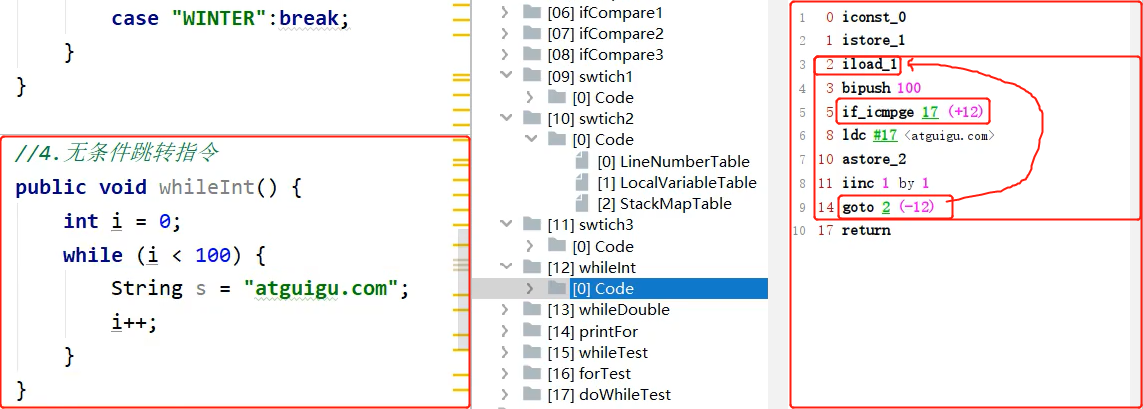 case "WINTER":break;
}
}
//4.无条件跳转指令
public void whileInt() {
int i = 0;
while (i < 100) {
String s = "atguigu.com";
i++;
}
}
[06] ifCompare1
[07] ifCompare2
[08] ifCompare3
[09] swtich1
[0] Code
[10] swtich2
[0] Code
[0] LineNumberTable
[1] LocalVariableTable
[2] StackMapTable
[11] swtich3
[0] Code
[12] whileInt
[0] Code
[13] whileDouble
[14] printFor
[15] whileTest
[16] forTest
[17] doWhileTest
1 0 iconst_0
2 1 istore_1
3 2 iload_1
4 3 bipush 100
5 5 if_icmpge 17 (+12)
6 8 ldc #17 <atguigu.com>
7 10 astore_2
8 11 iinc 1 by 1
9 14 goto 2 (-12)
10 17 return